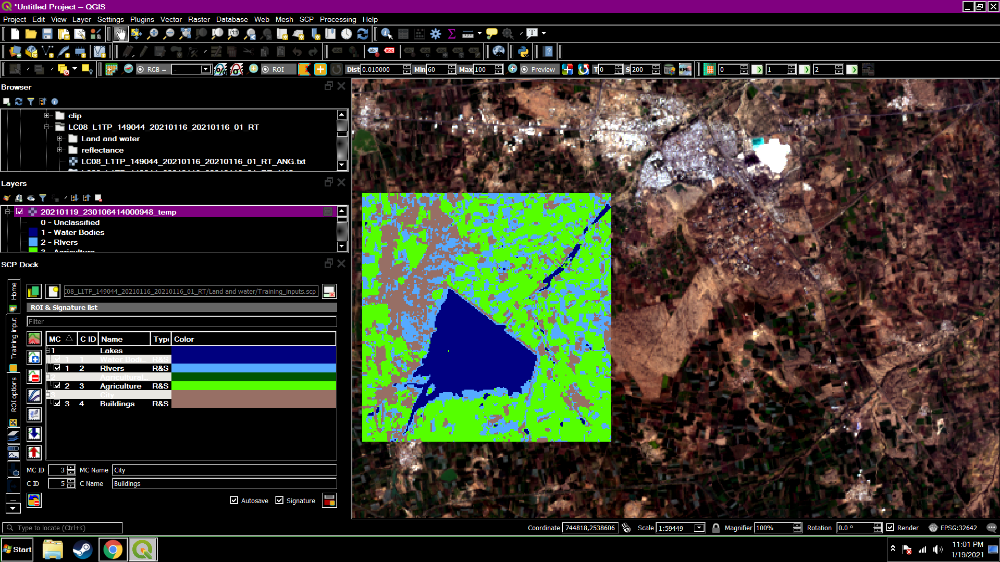 *Untitled Project – QGIS
Project Edit View Layer Settings Plugins Vector Raster Database Web Mesh SCP Processing Help
RGB = - ROI Dist 0.010000 Min 60 Max 100 Preview T 0 S 200 KML 0 1 2
Browser
clip
LC08_L1TP_149044_20210116_20210116_01_RT
Land and water
reflectance
LC08_L1TP_149044_20210116_20210116_01_RT_ANG.txt
Layers
20210119_230106414000948_temp
0 - Unclassified
1 - Water Bodies
2 - RIvers
3 - Agriculture
SCP Dock
Home
Training input
ROI options
:08_L1TP_149044_20210116_20210116_01_RT/Land and water/Training_inputs.scp
ROI & Signature list
Filter
MC C ID Name Type Color
1 Lakes
1 1 Water Bodi... R&S
1 2 RIvers R&S
2 Agricultural
2 3 Agriculture R&S
3 City
3 4 Buildings R&S
MC ID 3 MC Name City
C ID 5 C Name Buildings
Autosave Signature
Type to locate (Ctrl+K)
Coordinate 744818,2538606 Scale 1:59449 Magnifier 100% Rotation 0.0 ° Render EPSG:32642
Start
11:01 PM
1/19/2021